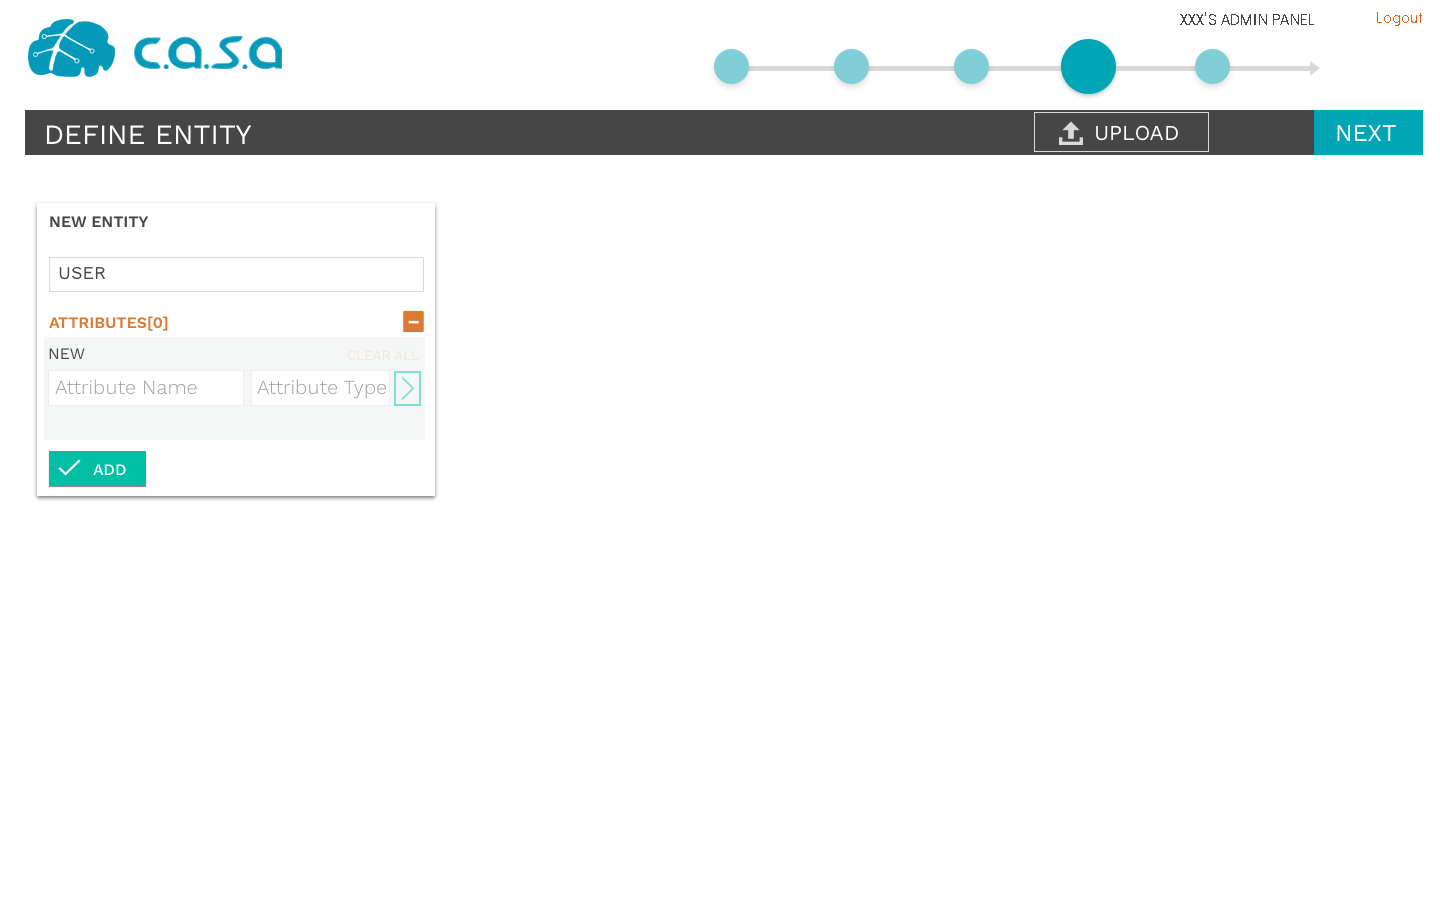 c.a.s.a
XXX'S ADMIN PANEL
Logout
DEFINE ENTITY
UPLOAD
NEXT
NEW ENTITY
USER
ATTRIBUTES[0]
NEW
CLEAR ALL
Attribute Name
Attribute Type
ADD